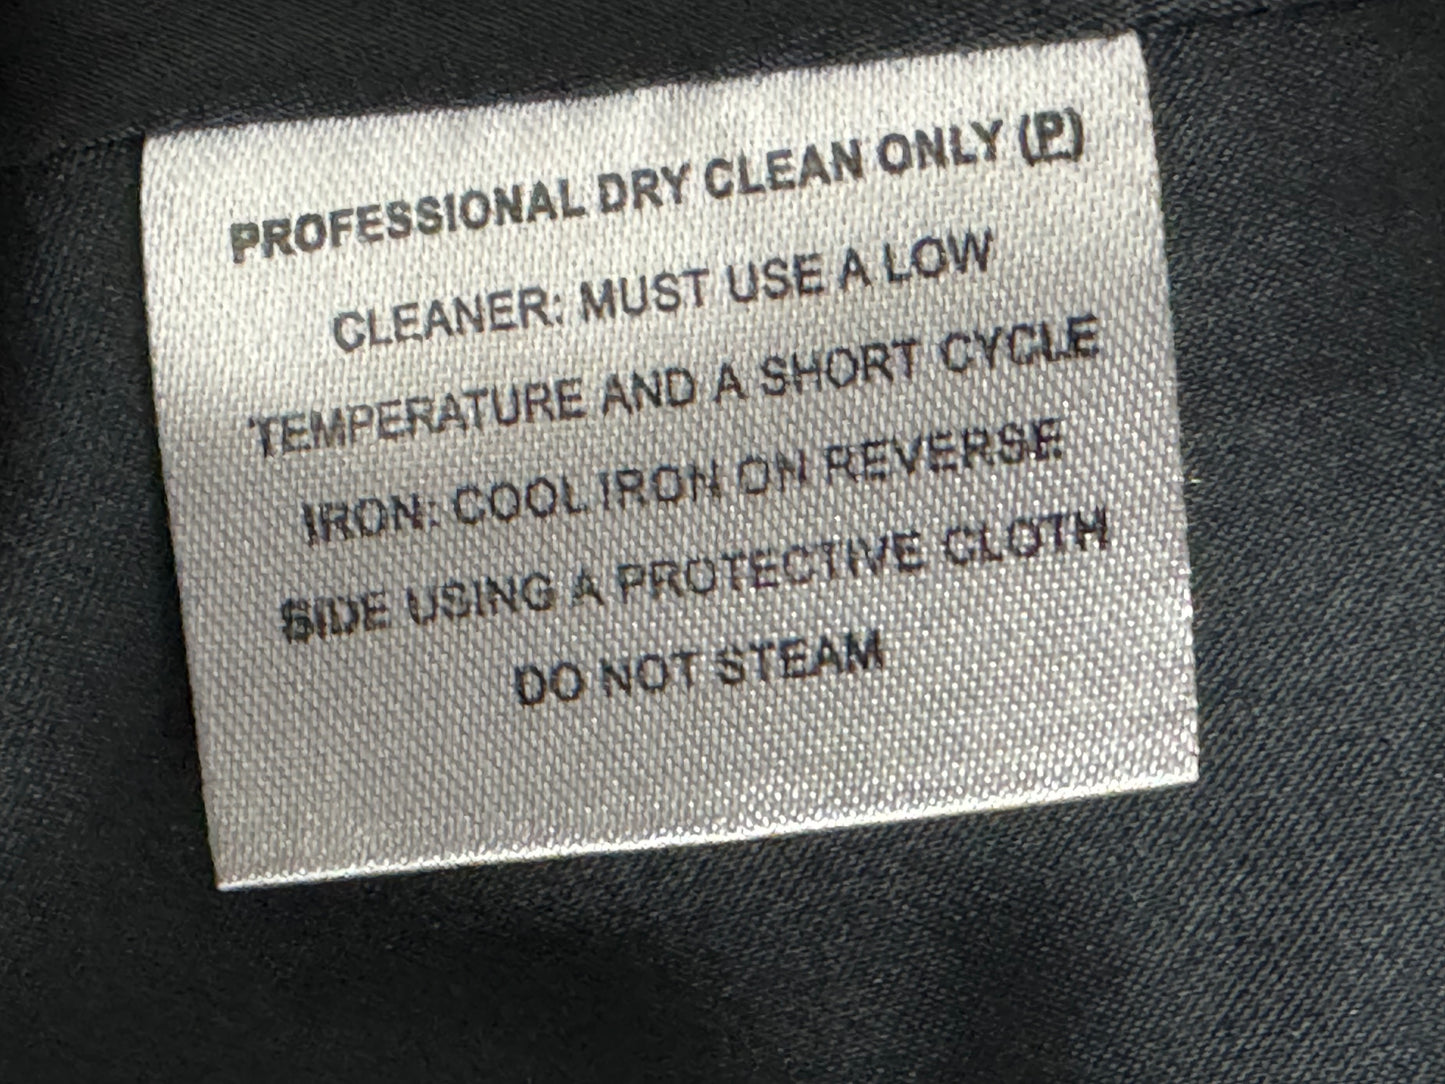 PROFESSIONAL DRY CLEAN ONLY (P)
CLEANER: MUST USE A LOW
TEMPERATURE AND A SHORT CYCLE
IRON: COOL IRON ON REVERSE
SIDE USING A PROTECTIVE CLOTH
DO NOT STEAM